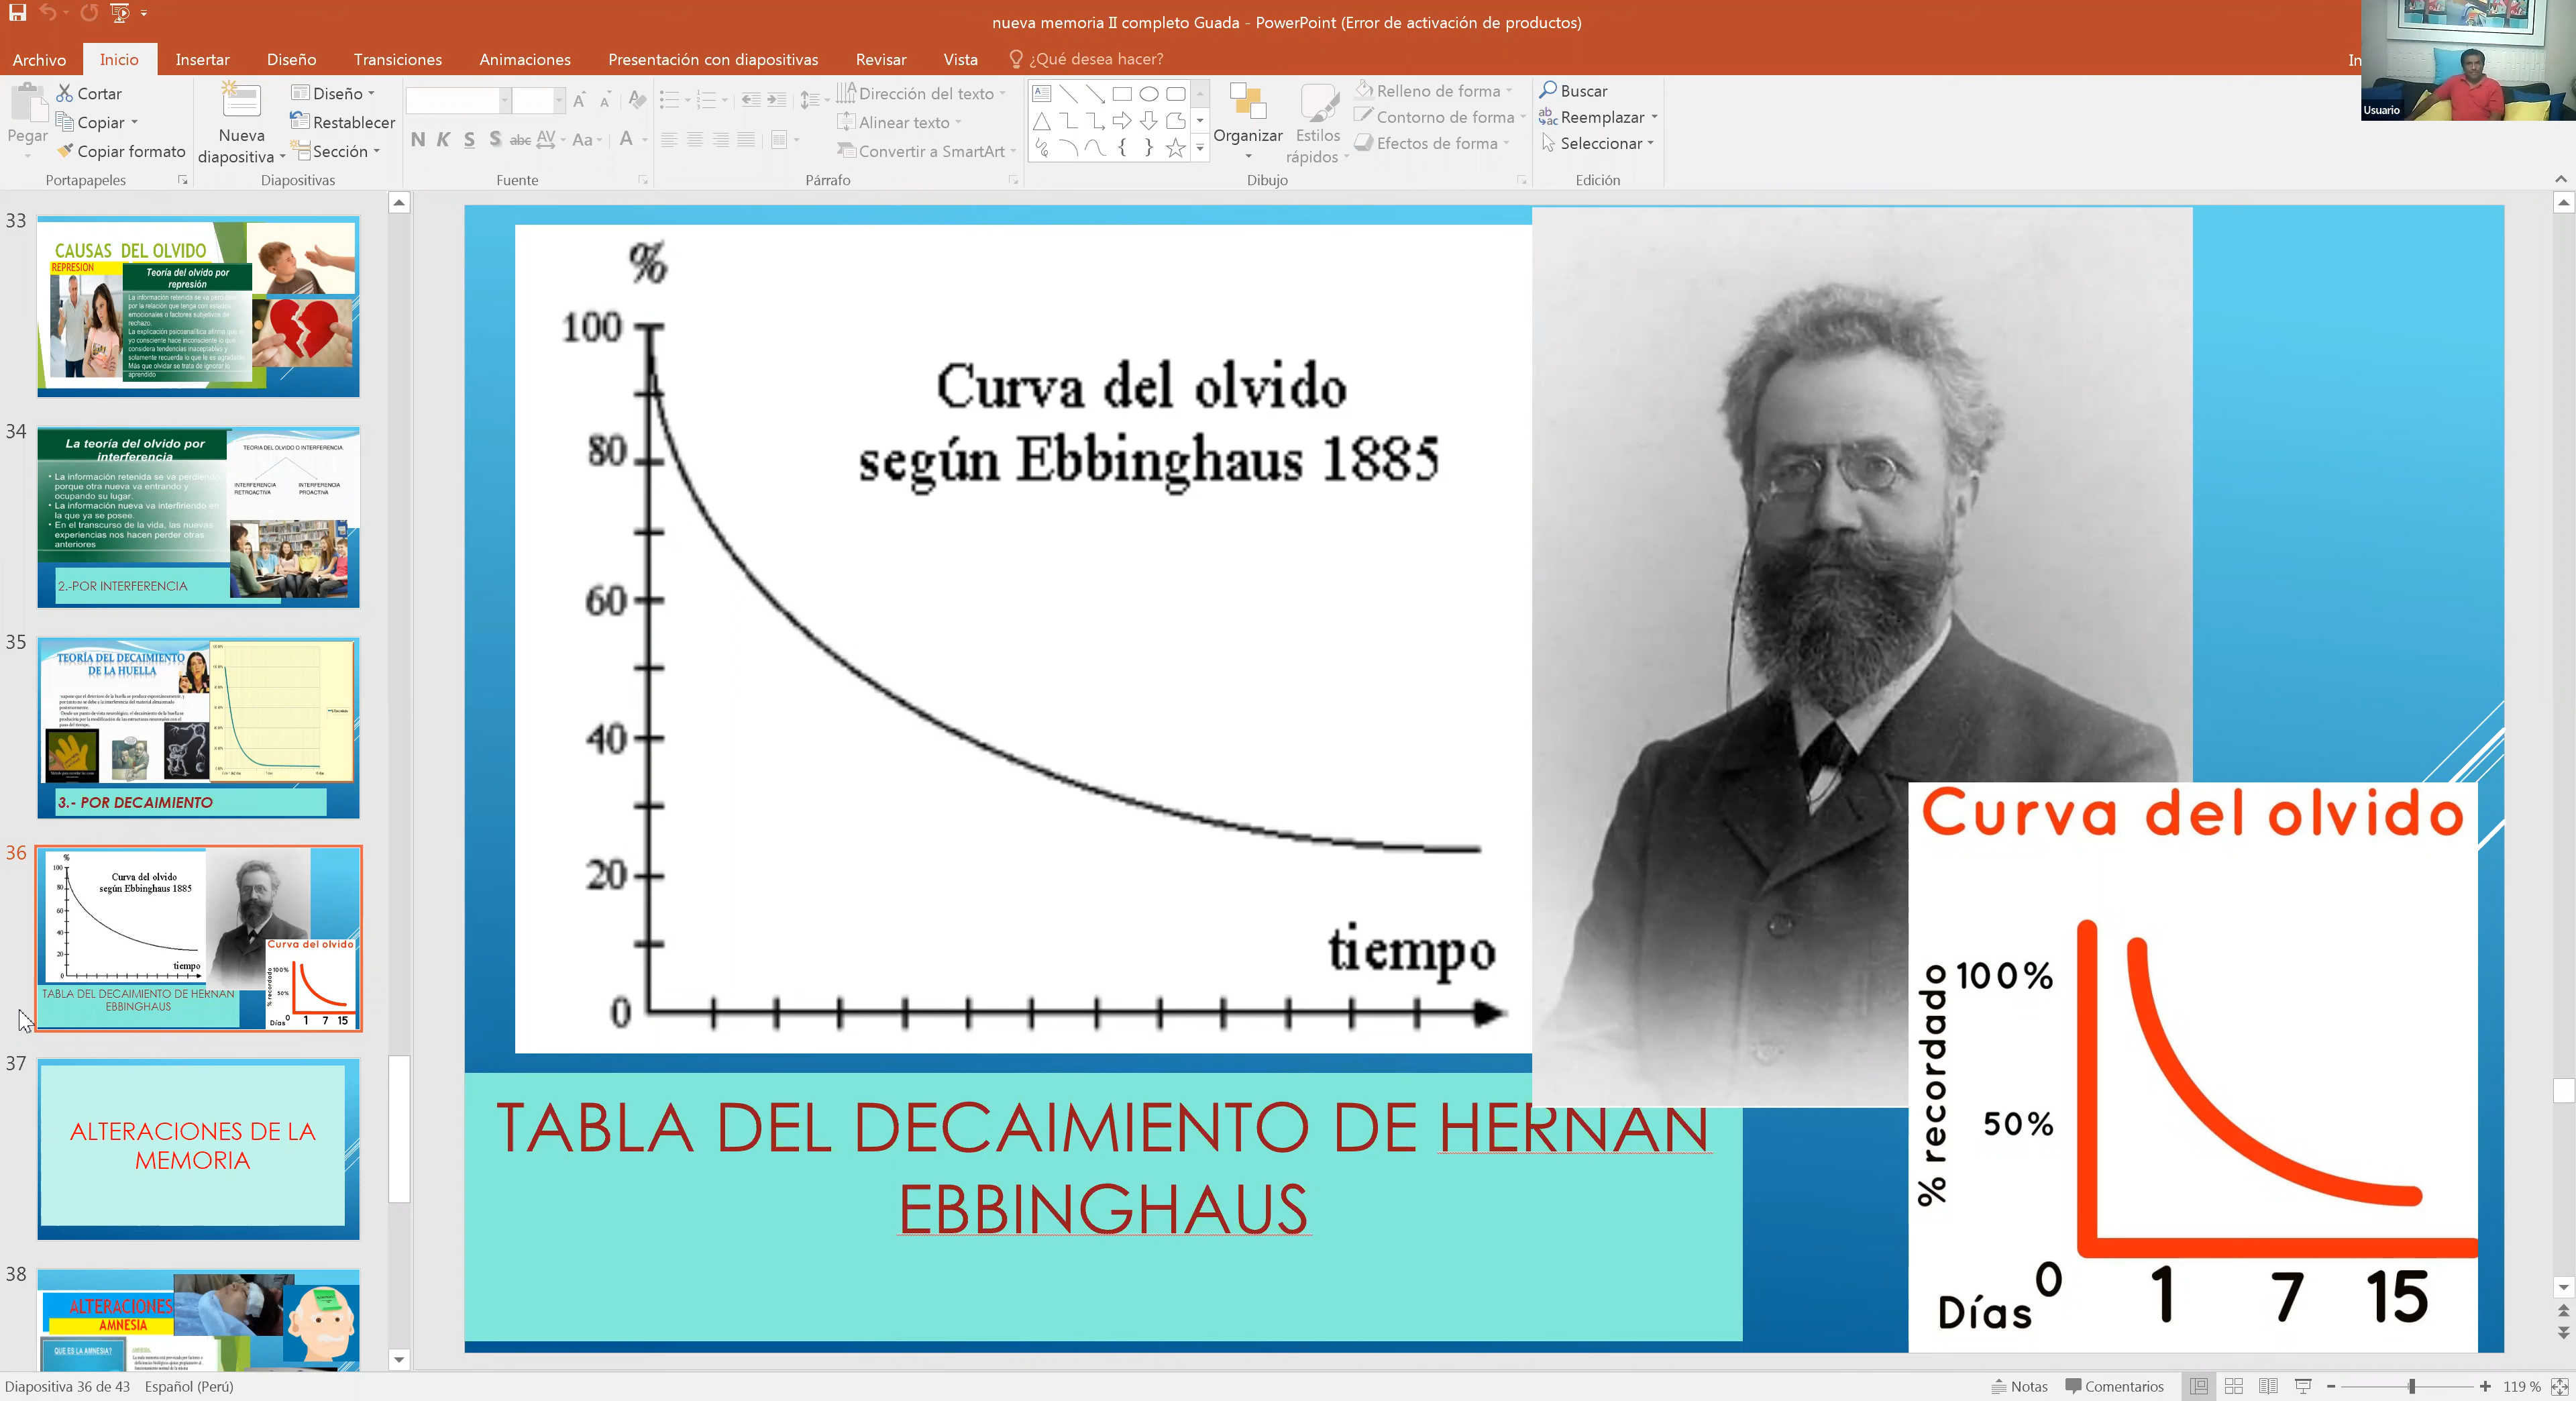 nueva memoria II completo Guada - PowerPoint (Error de activación de productos)
Archivo
Inicio
Insertar
Diseño
Transiciones
Animaciones
Presentación con diapositivas
Revisar
Vista
¿Qué desea hacer?
Usuario
Pegar
Cortar
Copiar
Copiar formato
Portapapeles
Nueva
diapositiva
Diseño
Restablecer
Sección
Diapositivas
N K S S abc AV Aa A
Fuente
Dirección del texto
Alinear texto
Convertir a SmartArt
Párrafo
Organizar
Estilos
rápidos
Relleno de forma
Contorno de forma
Efectos de forma
Dibujo
Buscar
Reemplazar
Seleccionar
Edición
33
CAUSAS DEL OLVIDO
REPRESION
Teoría del olvido por
represión
34
La teoría del olvido por
interferencia
• La información retenida se va perdiendo
porque otra nueva va entrando y
ocupando su lugar.
• La información nueva va interfiriendo en
la que ya se posee.
• En el transcurso de la vida, las nuevas
experiencias nos hacen perder otras
anteriores
TEORIA DEL OLVIDO O INTERFERENCIA
INTERFERENCIA
RETROACTIVA
INTERFERENCIA
PROACTIVA
2.-POR INTERFERENCIA
35
TEORÍA DEL DECAIMIENTO
DE LA HUELLA
3.- POR DECAIMIENTO
36
%
100
80
60
40
20
0
Curva del olvido
según Ebbinghaus 1885
tiempo
TABLA DEL DECAIMIENTO DE HERNAN
EBBINGHAUS
Curva del olvido
% recordado
100%
50%
0
Días 1 7 15
37
ALTERACIONES DE LA
MEMORIA
38
ALTERACIONES
AMNESIA
QUE ES LA AMNESIA?
%
100
80
60
40
20
0
Curva del olvido
según Ebbinghaus 1885
tiempo
TABLA DEL DECAIMIENTO DE HERNAN
EBBINGHAUS
Curva del olvido
% recordado
100%
50%
0
Días 1 7 15
Diapositiva 36 de 43
Español (Perú)
Notas
Comentarios
119 %